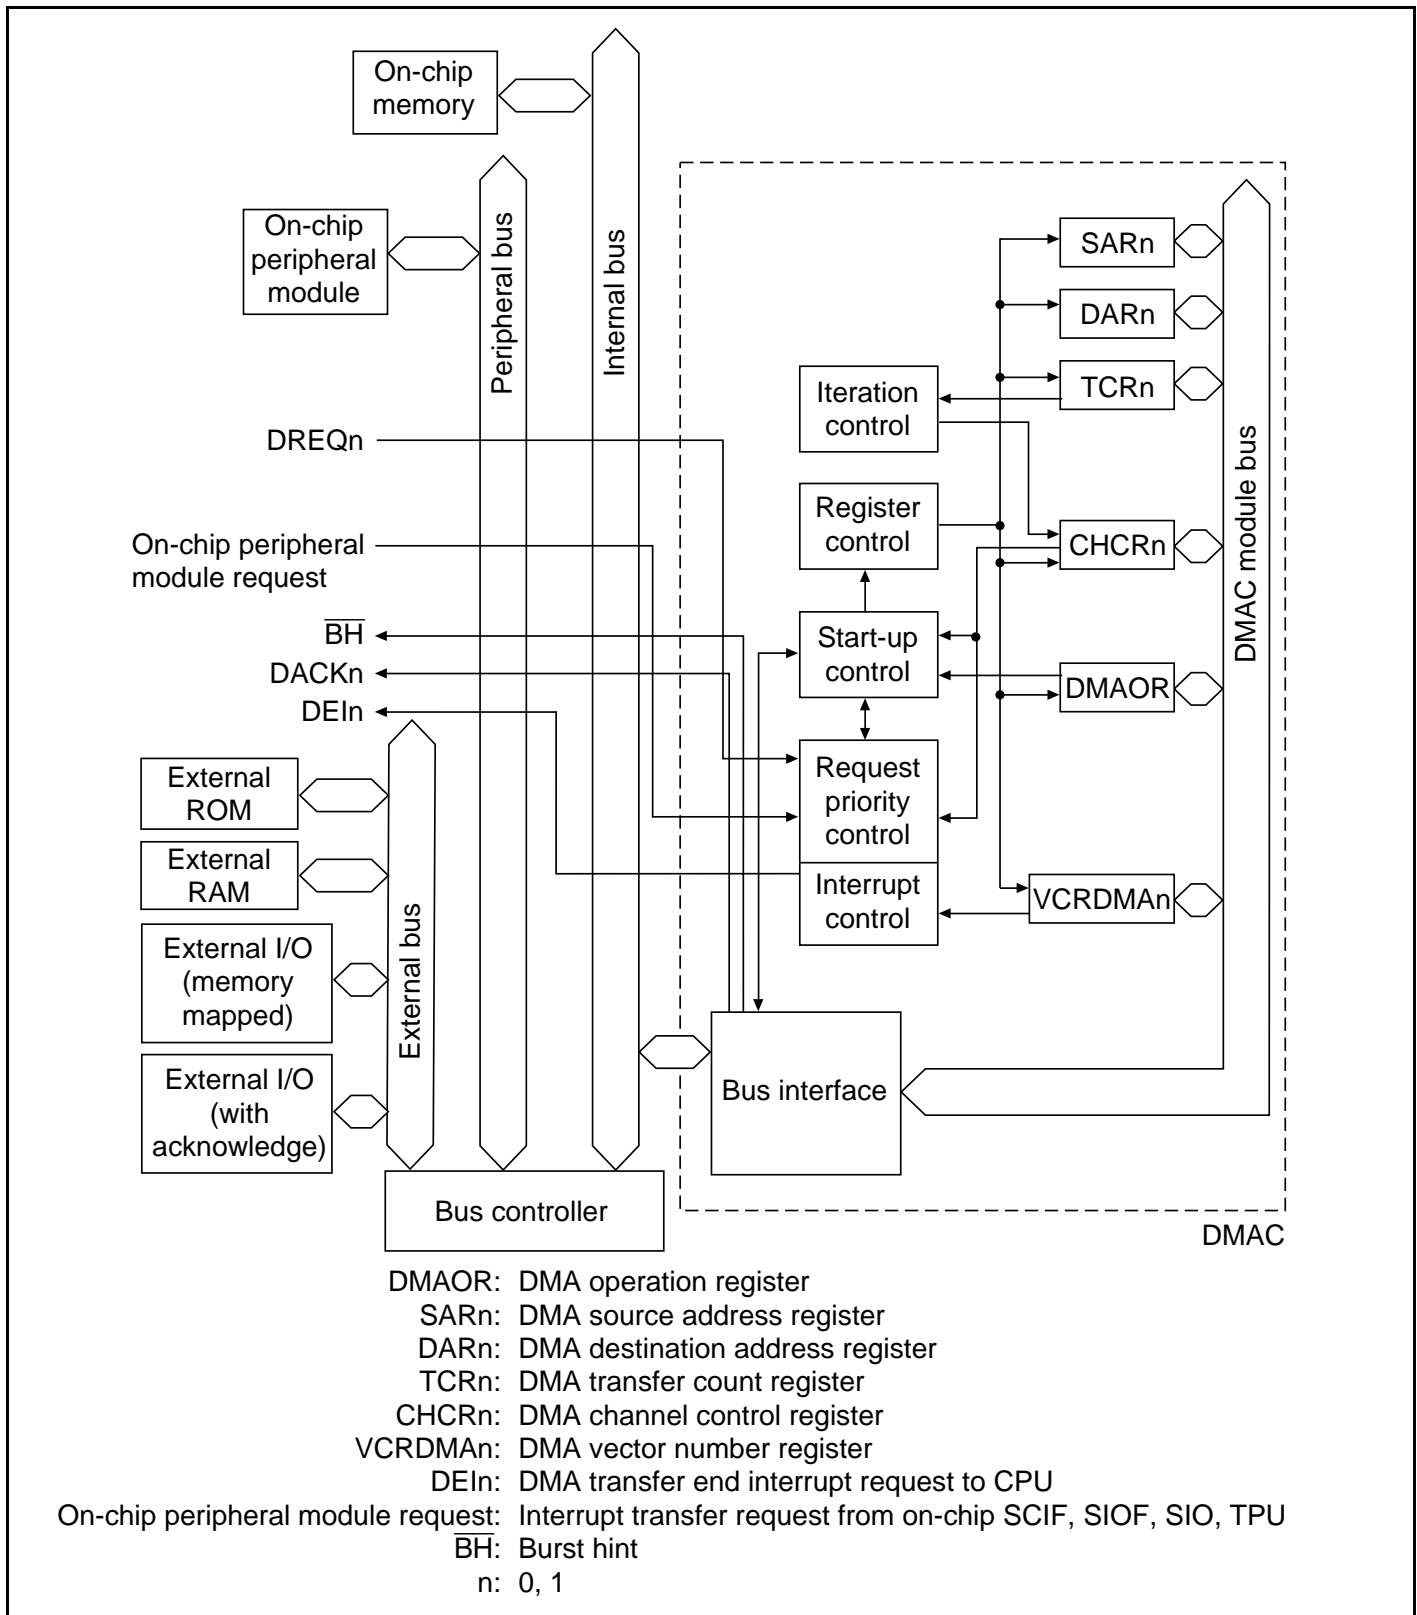 On-chip
memory
On-chip
peripheral
module
Peripheral bus
Internal bus
SARn
DARn
TCRn
Iteration
control
DREQn
Register
control
CHCRn
DMAC module bus
On-chip peripheral
module request
B̅H̅
Start-up
control
DACKn
DMAOR
DEIn
External
ROM
Request
priority
control
External
RAM
Interrupt
control
VCRDMAn
External bus
External I/O
(memory
mapped)
External I/O
(with
acknowledge)
Bus interface
Bus controller
DMAC
DMAOR: DMA operation register
SARn: DMA source address register
DARn: DMA destination address register
TCRn: DMA transfer count register
CHCRn: DMA channel control register
VCRDMAn: DMA vector number register
DEIn: DMA transfer end interrupt request to CPU
On-chip peripheral module request: Interrupt transfer request from on-chip SCIF, SIOF, SIO, TPU
B̅H̅: Burst hint
n: 0, 1